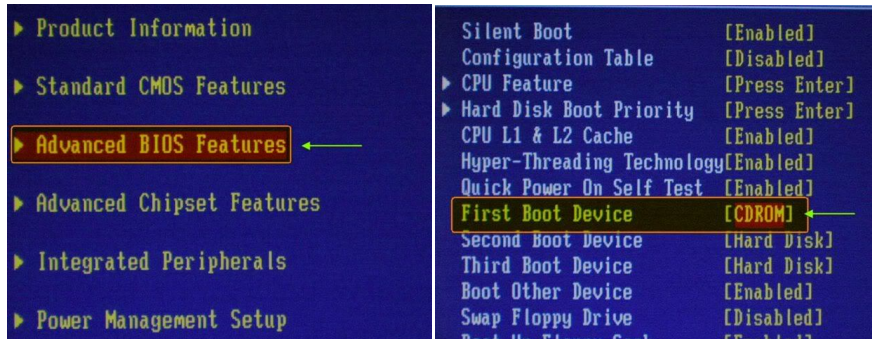 Product Information
Standard CMOS Features
Advanced BIOS Features
Advanced Chipset Features
Integrated Peripherals
Power Management Setup
Silent Boot [Enabled]
Configuration Table [Disabled]
CPU Feature [Press Enter]
Hard Disk Boot Priority [Press Enter]
CPU L1 & L2 Cache [Enabled]
Hyper-Threading Technology[Enabled]
Quick Power On Self Test [Enabled]
First Boot Device [CDROM]
Second Boot Device [Hard Disk]
Third Boot Device [Hard Disk]
Boot Other Device [Enabled]
Swap Floppy Drive [Disabled]